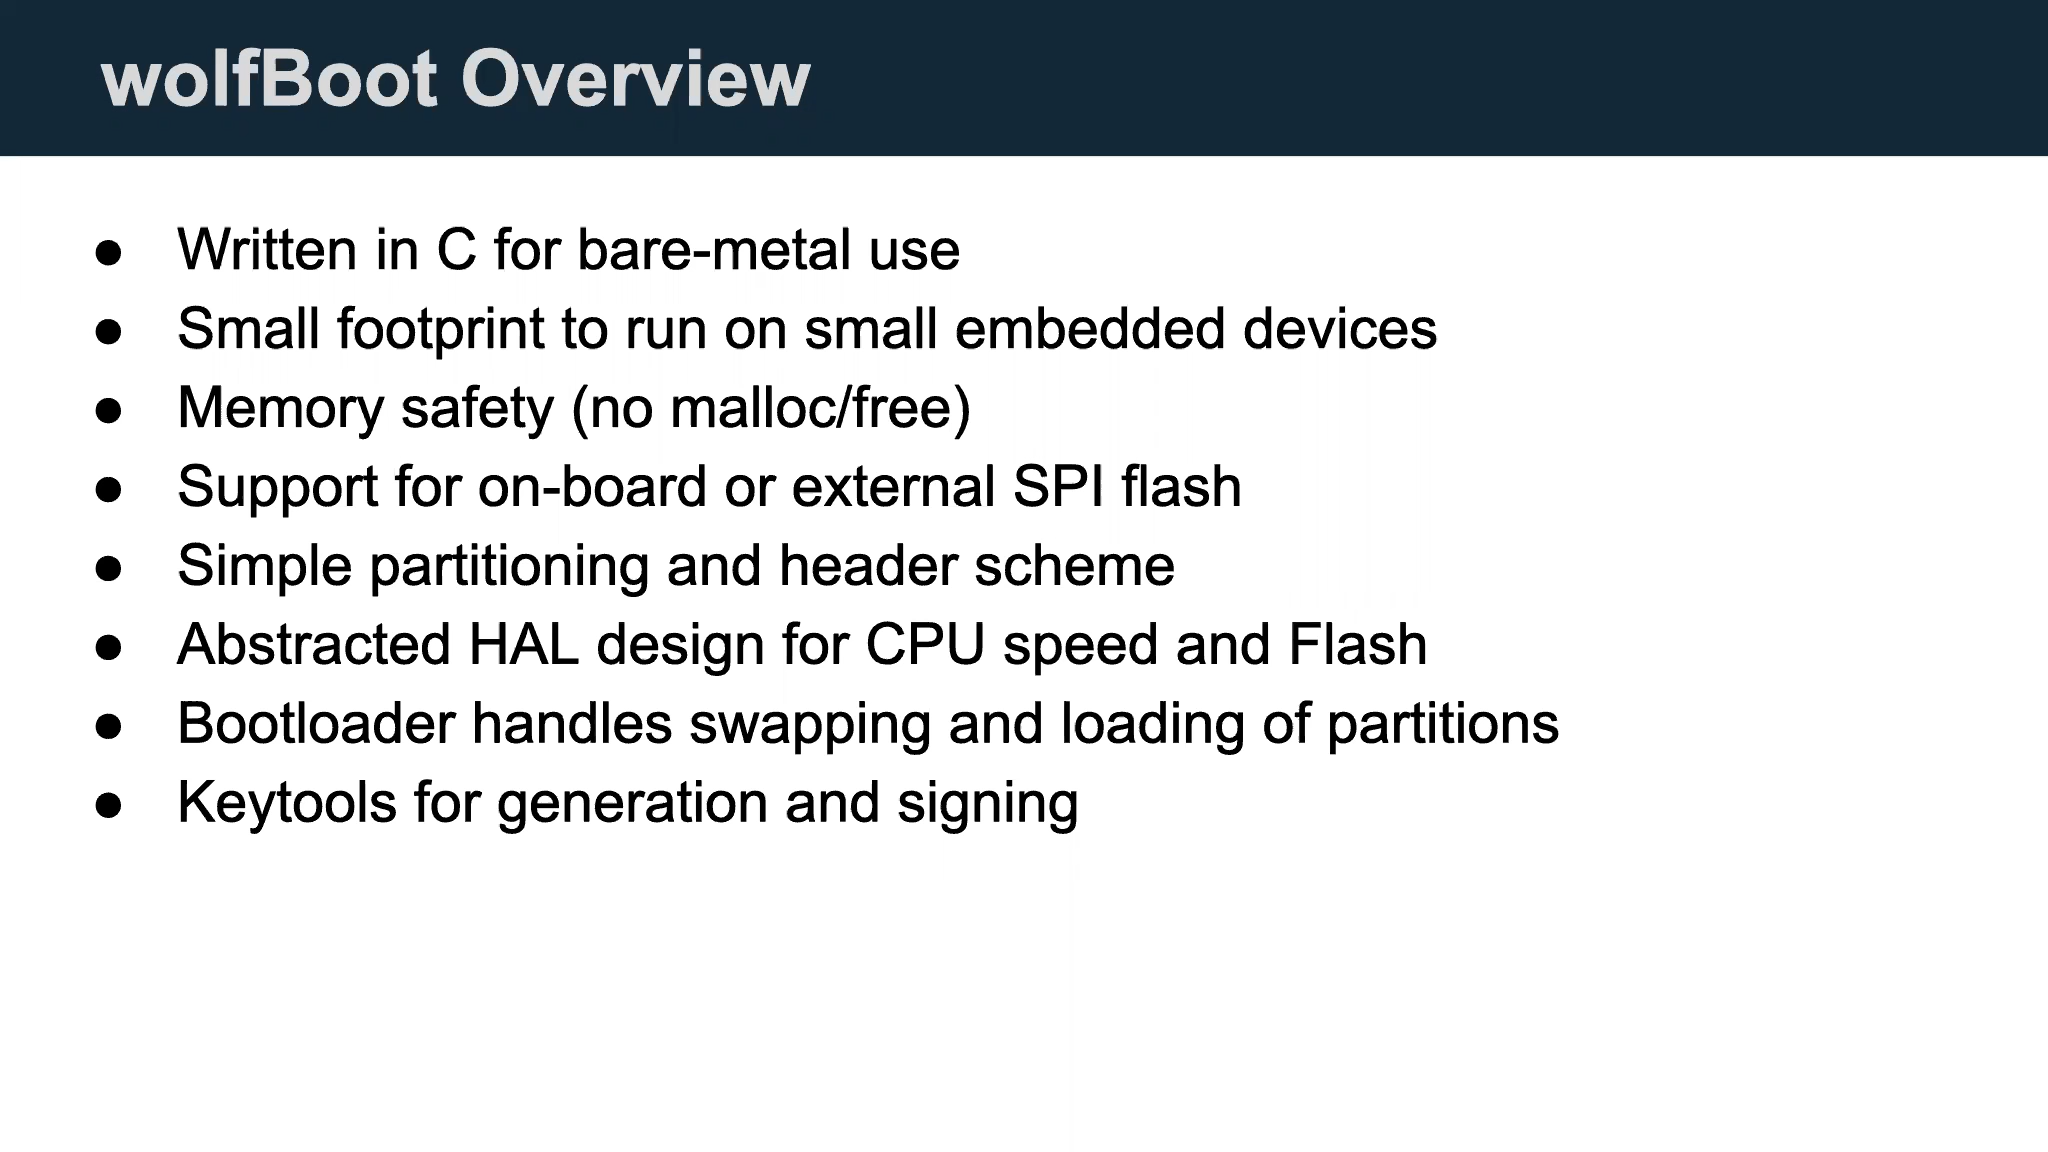 wolfBoot Overview
● Written in C for bare-metal use
● Small footprint to run on small embedded devices
● Memory safety (no malloc/free)
● Support for on-board or external SPI flash
● Simple partitioning and header scheme
● Abstracted HAL design for CPU speed and Flash
● Bootloader handles swapping and loading of partitions
● Keytools for generation and signing